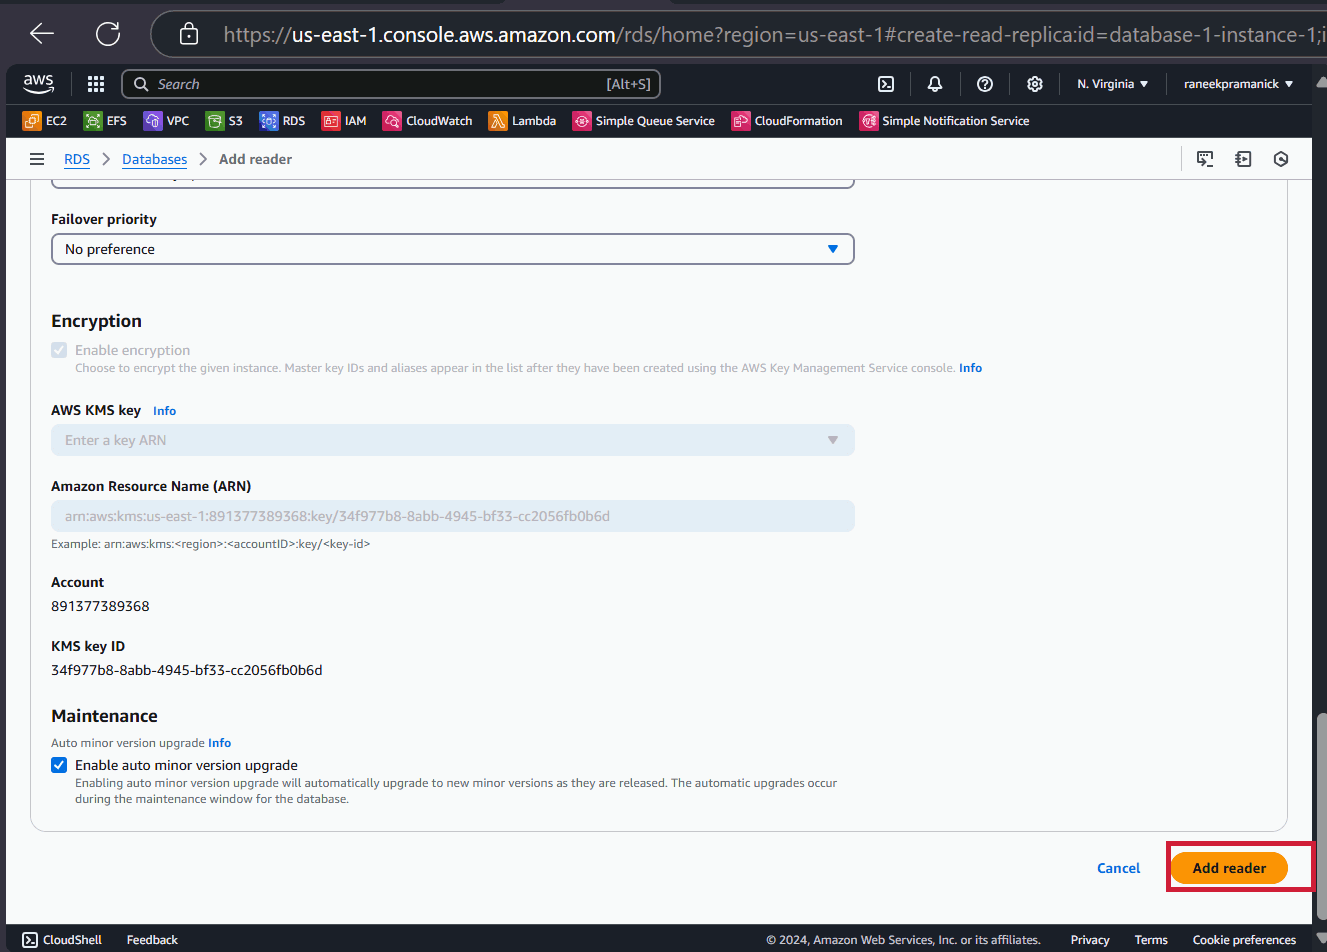 https://us-east-1.console.aws.amazon.com/rds/home?region=us-east-1#create-read-replica:id=database-1-instance-1;i
aws
Search [Alt+S] N. Virginia raneekpramanick
EC2 EFS VPC S3 RDS IAM CloudWatch Lambda Simple Queue Service CloudFormation Simple Notification Service
RDS > Databases > Add reader
Failover priority
No preference
Encryption
Enable encryption
Choose to encrypt the given instance. Master key IDs and aliases appear in the list after they have been created using the AWS Key Management Service console. Info
AWS KMS key Info
Enter a key ARN
Amazon Resource Name (ARN)
arn:aws:kms:us-east-1:891377389368:key/34f977b8-8abb-4945-bf33-cc2056fb0b6d
Example: arn:aws:kms:<region>:<accountID>:key/<key-id>
Account
891377389368
KMS key ID
34f977b8-8abb-4945-bf33-cc2056fb0b6d
Maintenance
Auto minor version upgrade Info
Enable auto minor version upgrade
Enabling auto minor version upgrade will automatically upgrade to new minor versions as they are released. The automatic upgrades occur
during the maintenance window for the database.
Cancel Add reader
CloudShell Feedback © 2024, Amazon Web Services, Inc. or its affiliates. Privacy Terms Cookie preferences